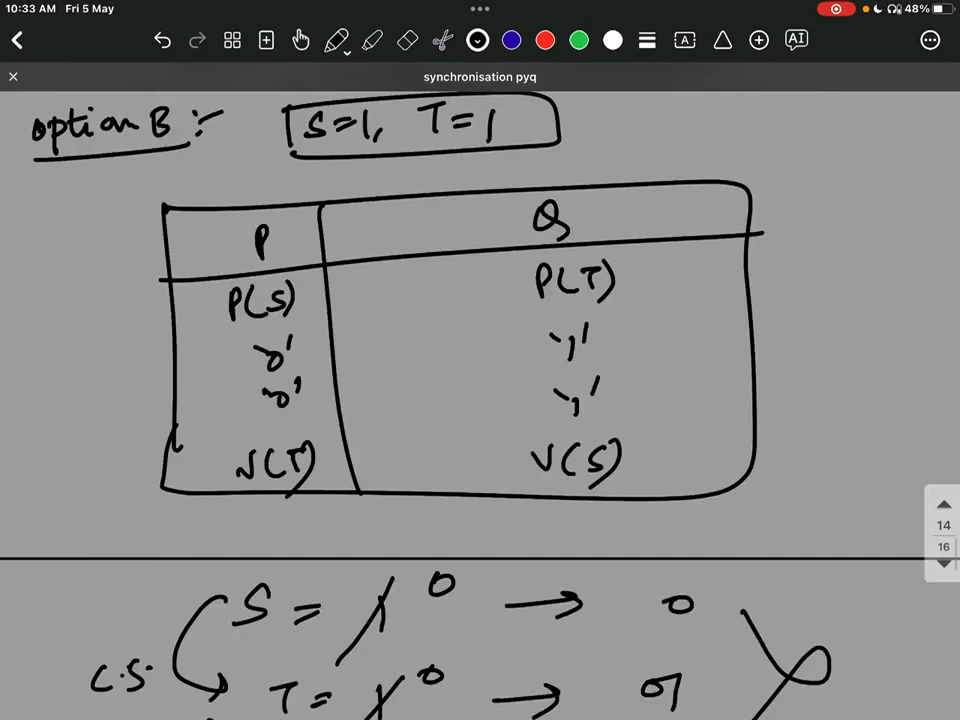 10:33 AM Fri 5 May
48%
A
AI
synchronisation pyq
option B :-
S=1, T=1
P Q
P(S) P(T)
'0' '1'
'0' '1'
V(T) V(S)
14
16
S = 1 0 → 0
C.S.
T = 1 0 →